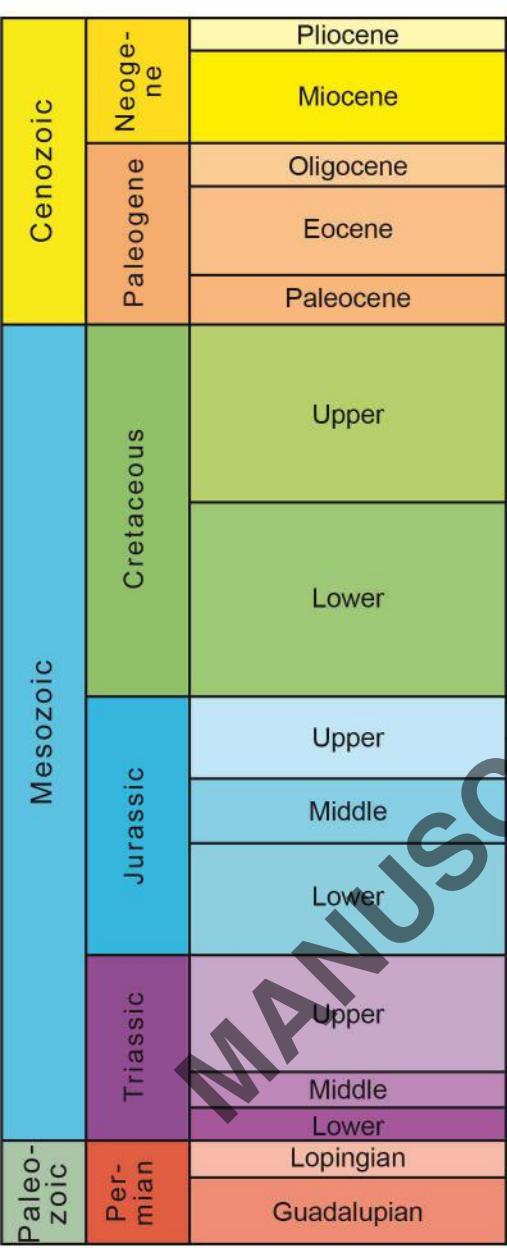 Cenozoic
Neoge-
ne
Pliocene
Miocene
Paleogene
Oligocene
Eocene
Paleocene
Mesozoic
Cretaceous
Upper
Lower
Jurassic
Upper
Middle
Lower
Triassic
Upper
Middle
Lower
Paleo-
zoic
Per-
mian
Lopingian
Guadalupian
MANUSC